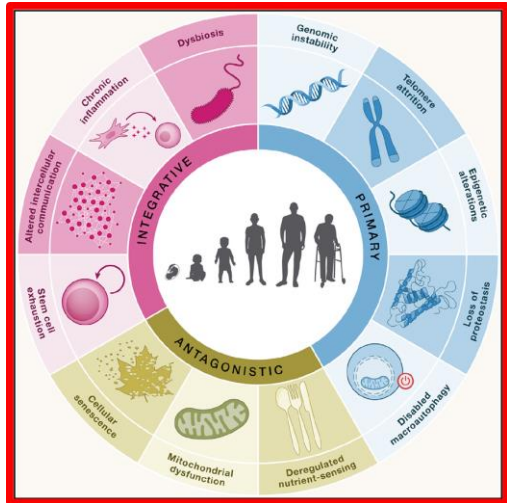 Dysbiosis
Genomic
instability
Telomere
attrition
Epigenetic
alterations
Loss of
proteostasis
Disabled
macroautophagy
Deregulated
nutrient-sensing
Mitochondrial
dysfunction
Cellular
senescence
Stem cell
exhaustion
Altered intercellular
communication
Chronic
inflammation
INTEGRATIVE
PRIMARY
ANTAGONISTIC